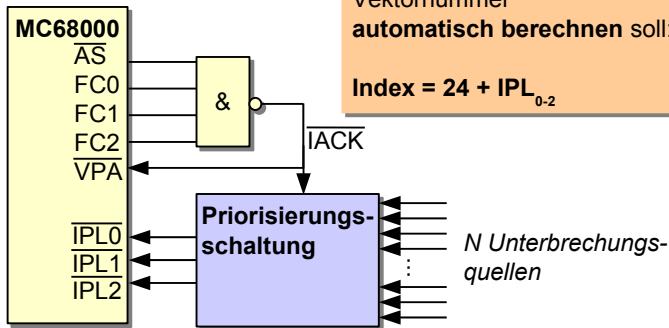 Vektornummer
automatisch berechnen soll:
Index = 24 + IPL0-2
MC68000
AS
FC0
FC1
FC2
VPA
IPL0
IPL1
IPL2
&
IACK
Priorisierungs-
schaltung
N Unterbrechungs-
quellen